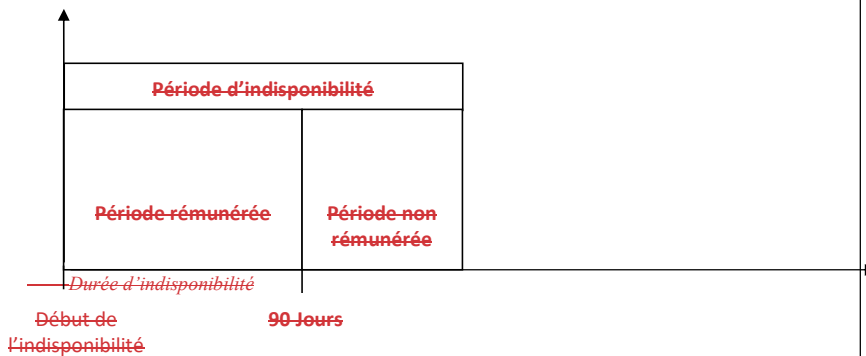 Période d’indisponibilité
Période rémunérée
Période non
rémunérée
Durée d’indisponibilité
Début de
l’indisponibilité
90 Jours